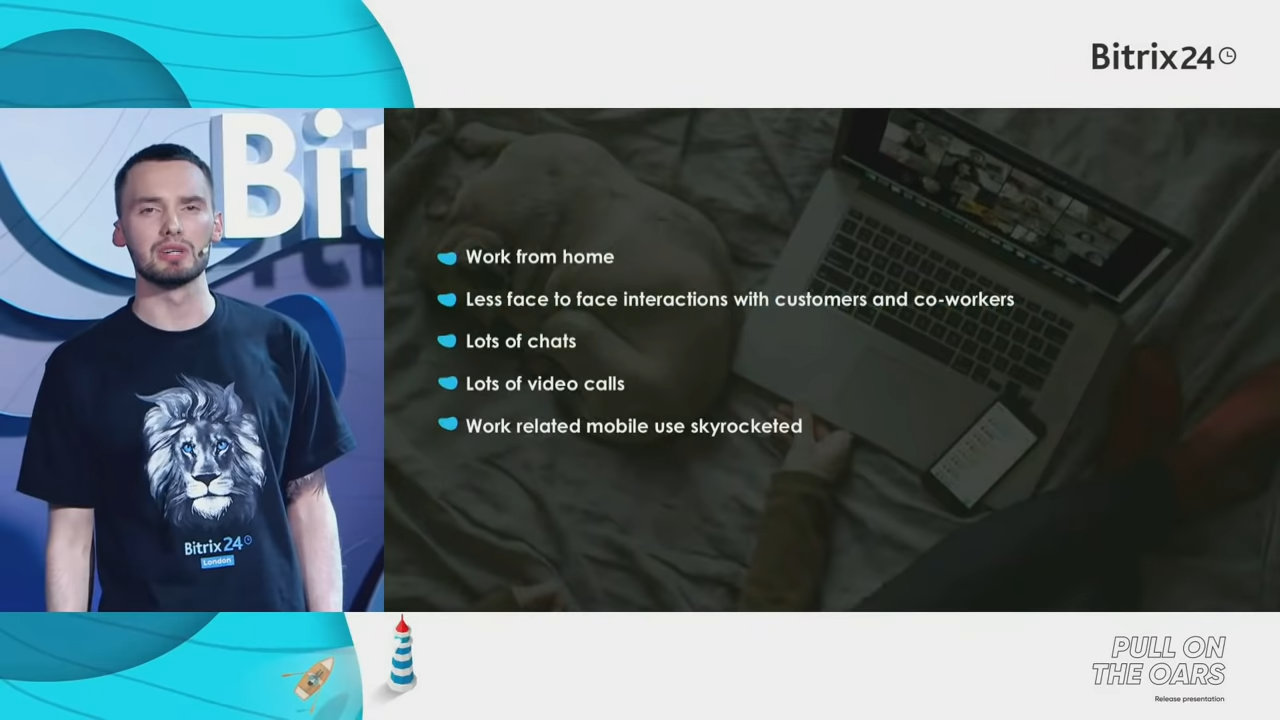 Bitrix24
Bit
Work from home
Less face to face interactions with customers and co-workers
Lots of chats
Lots of video calls
Work related mobile use skyrocketed
Bitrix24
London
PULL ON
THE OARS
Release presentation